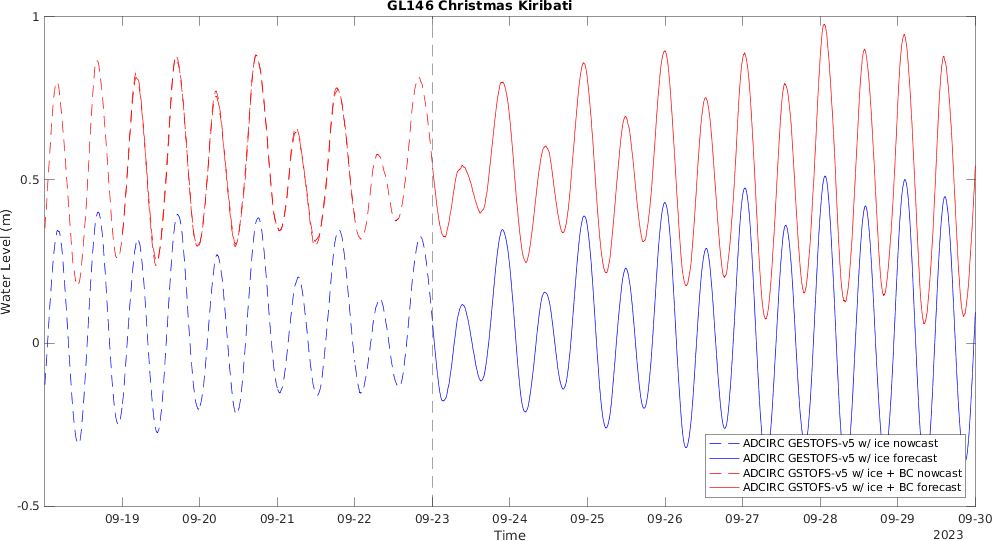 GL146 Christmas Kiribati
Water Level (m)
1
0.5
0
-0.5
ADCIRC GESTOFS-v5 w/ ice nowcast
ADCIRC GESTOFS-v5 w/ ice forecast
ADCIRC GSTOFS-v5 w/ ice + BC nowcast
ADCIRC GSTOFS-v5 w/ ice + BC forecast
09-19 09-20 09-21 09-22 09-23 09-24 09-25 09-26 09-27 09-28 09-29 09-30
Time
2023